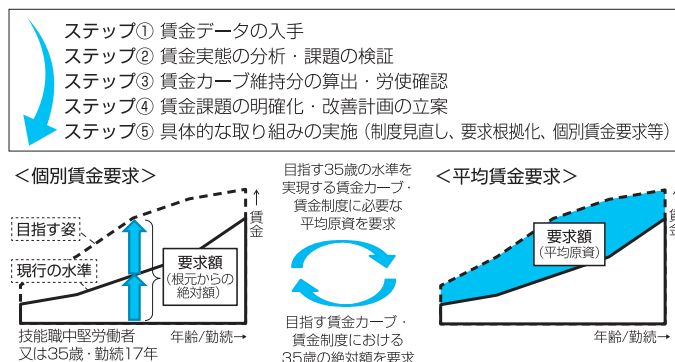 ステップ① 賃金データの入手
ステップ② 賃金実態の分析・課題の検証
ステップ③ 賃金カーブ維持分の算出・労使確認
ステップ④ 賃金課題の明確化・改善計画の立案
ステップ⑤ 具体的な取り組みの実施（制度見直し、要求根拠化、個別賃金要求等）
＜個別賃金要求＞
目指す姿
現行の水準
要求額
（根元からの
絶対額）
←賃金
技能職中堅労働者
又は35歳・勤続17年
年齢/勤続→
目指す35歳の水準を
実現する賃金カーブ・
賃金制度に必要な
平均原資を要求
目指す賃金カーブ・
賃金制度における
35歳の絶対額を要求
＜平均賃金要求＞
要求額
（平均原資）
←賃金
年齢/勤続→